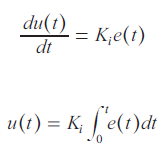 du(t)/dt = K_i e(t)
u(t) = K_i ∫_0^t e(t)dt